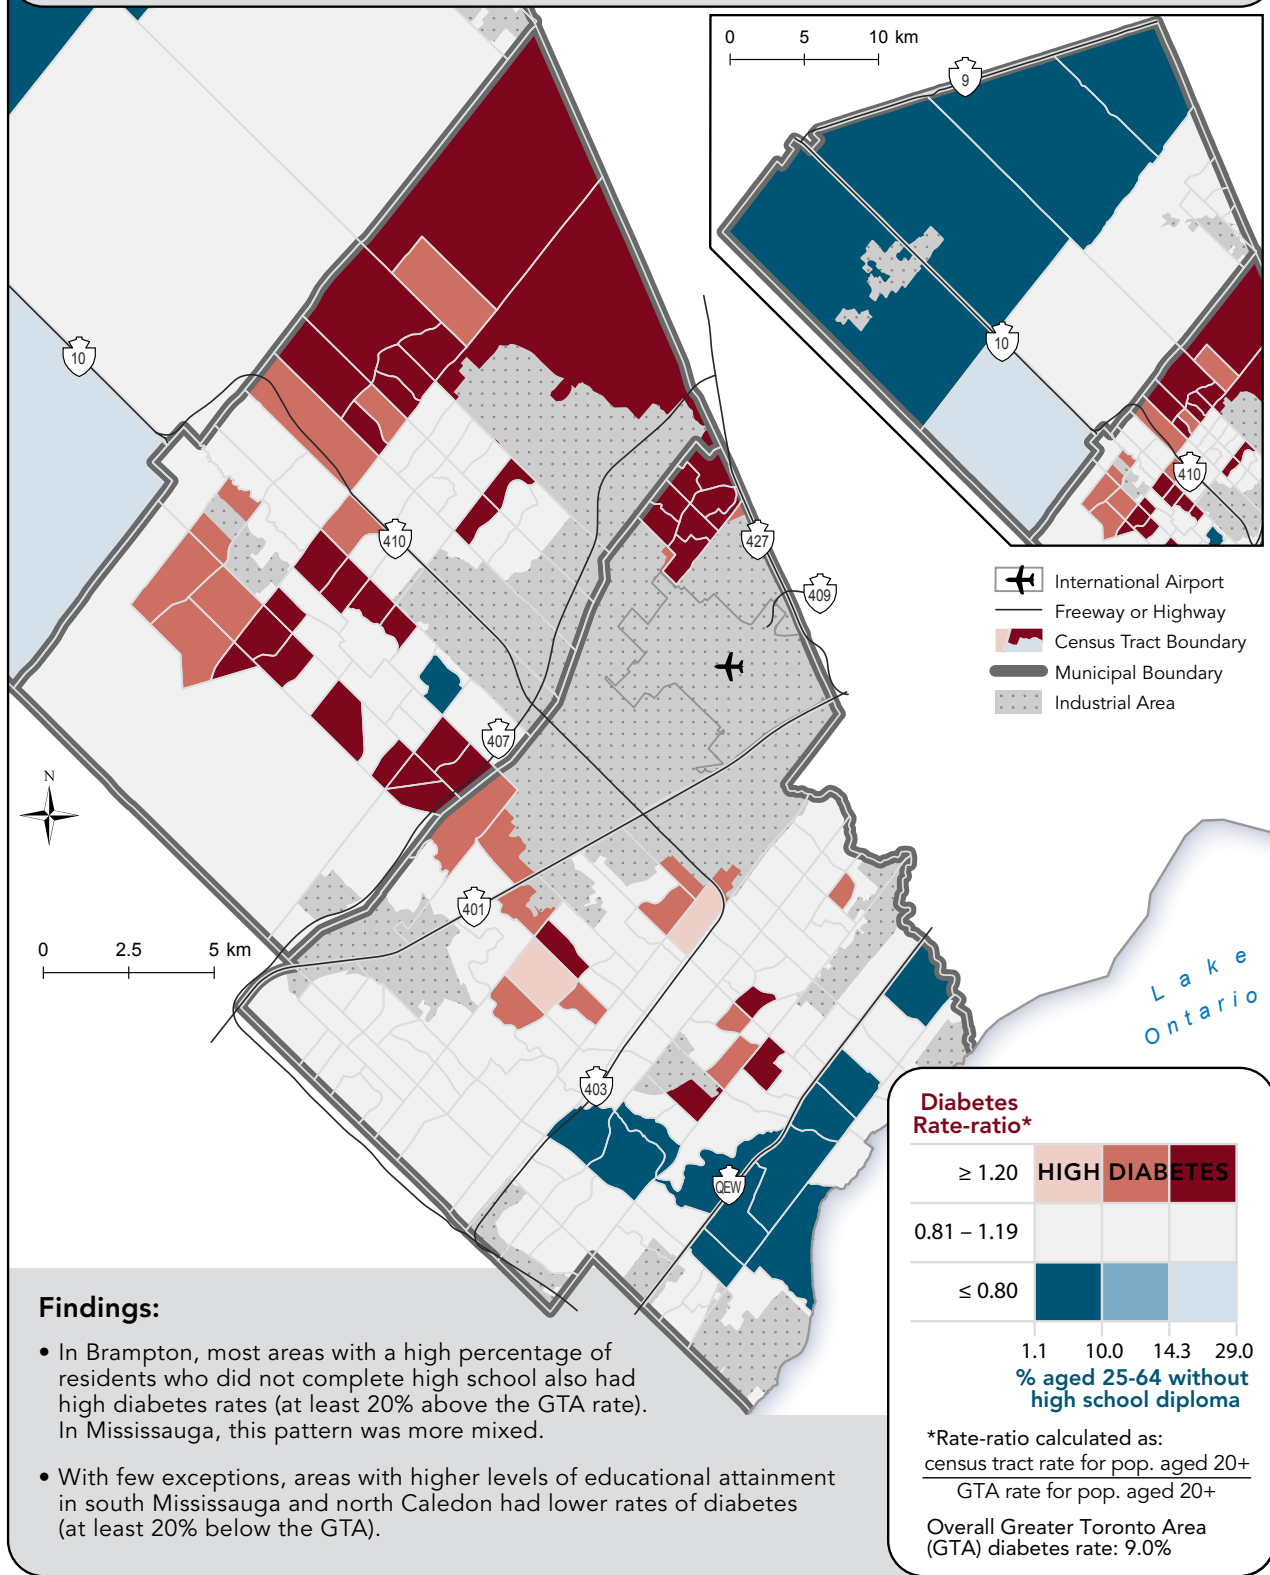 0 5 10 km
9
10
410
10
410
427
409
407
401
403
QEW
International Airport
Freeway or Highway
Census Tract Boundary
Municipal Boundary
Industrial Area
N
0 2.5 5 km
Lake
Ontario
Diabetes
Rate-ratio*
≥ 1.20 HIGH DIABETES
0.81 – 1.19
≤ 0.80
1.1 10.0 14.3 29.0
% aged 25-64 without
high school diploma
*Rate-ratio calculated as:
census tract rate for pop. aged 20+
GTA rate for pop. aged 20+
Overall Greater Toronto Area
(GTA) diabetes rate: 9.0%
Findings:
• In Brampton, most areas with a high percentage of
residents who did not complete high school also had
high diabetes rates (at least 20% above the GTA rate).
In Mississauga, this pattern was more mixed.
• With few exceptions, areas with higher levels of educational attainment
in south Mississauga and north Caledon had lower rates of diabetes
(at least 20% below the GTA).